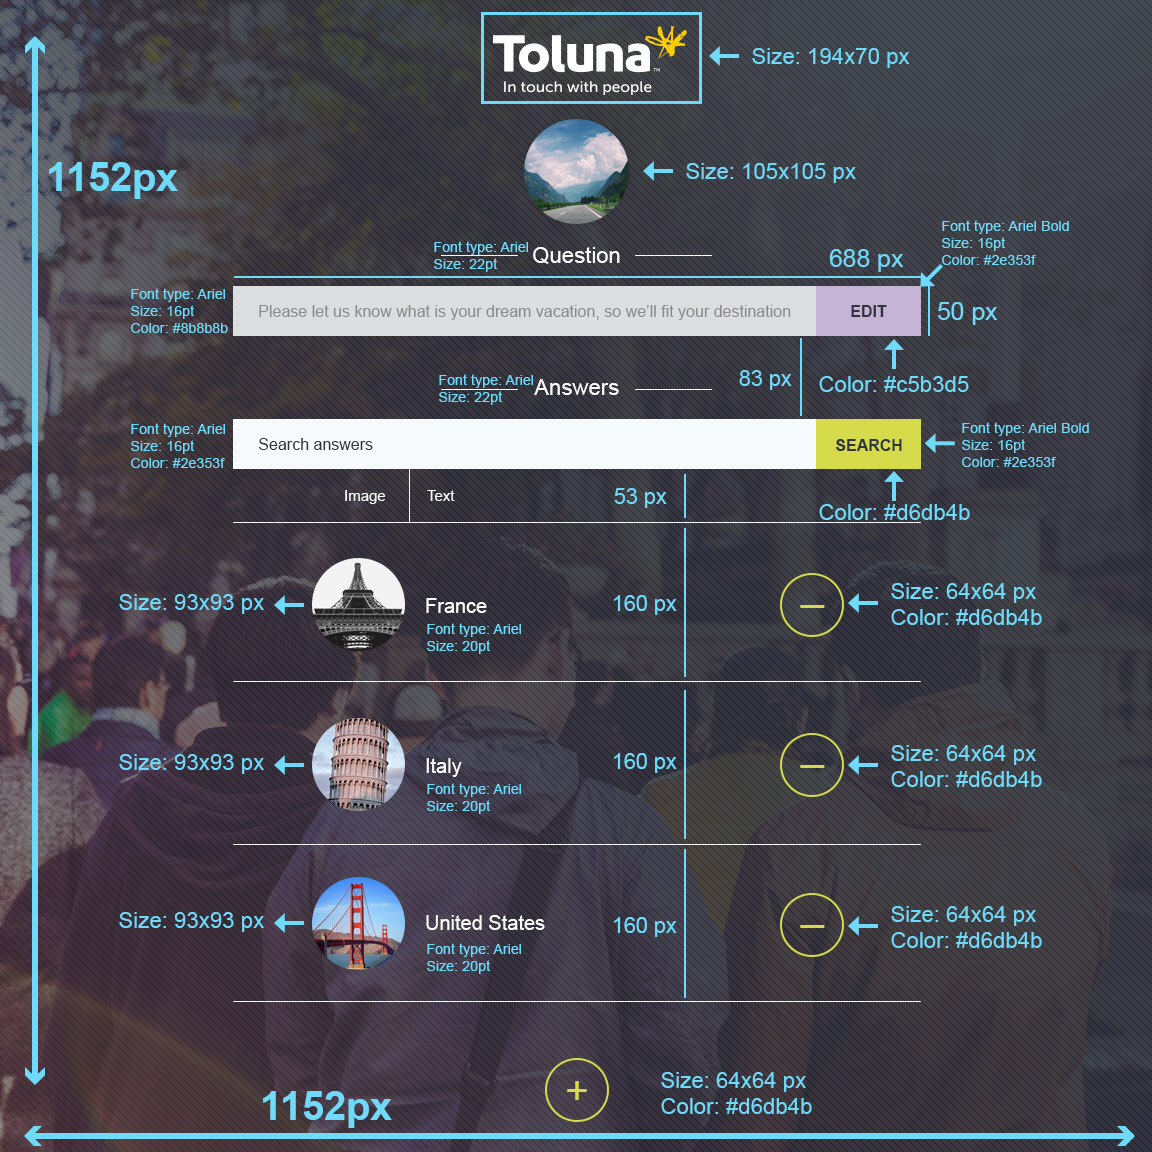 Toluna
TM
In touch with people
Size: 194x70 px
1152px
Size: 105x105 px
Font type: Ariel
Size: 22pt
Question
688 px
Font type: Ariel Bold
Size: 16pt
Color: #2e353f
Font type: Ariel
Size: 16pt
Color: #8b8b8b
Please let us know what is your dream vacation, so we'll fit your destination
EDIT
50 px
Font type: Ariel
Size: 22pt
Answers
83 px
Color: #c5b3d5
Font type: Ariel
Size: 16pt
Color: #2e353f
Search answers
SEARCH
Font type: Ariel Bold
Size: 16pt
Color: #2e353f
Image
Text
53 px
Color: #d6db4b
Size: 93x93 px
France
Font type: Ariel
Size: 20pt
160 px
Size: 64x64 px
Color: #d6db4b
Size: 93x93 px
Italy
Font type: Ariel
Size: 20pt
160 px
Size: 64x64 px
Color: #d6db4b
Size: 93x93 px
United States
Font type: Ariel
Size: 20pt
160 px
Size: 64x64 px
Color: #d6db4b
1152px
Size: 64x64 px
Color: #d6db4b